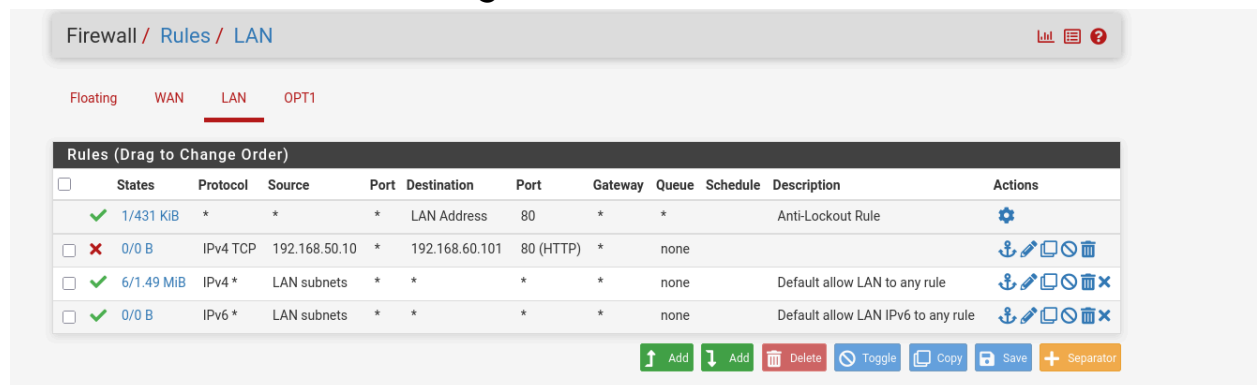 Firewall / Rules / LAN
Floating WAN LAN OPT1
Rules (Drag to Change Order)
States Protocol Source Port Destination Port Gateway Queue Schedule Description Actions
1/431 KiB * * * LAN Address 80 * * Anti-Lockout Rule
0/0 B IPv4 TCP 192.168.50.10 * 192.168.60.101 80 (HTTP) * none
6/1.49 MiB IPv4 * LAN subnets * * * * none Default allow LAN to any rule
0/0 B IPv6 * LAN subnets * * * * none Default allow LAN IPv6 to any rule
Add Add Delete Toggle Copy Save Separator